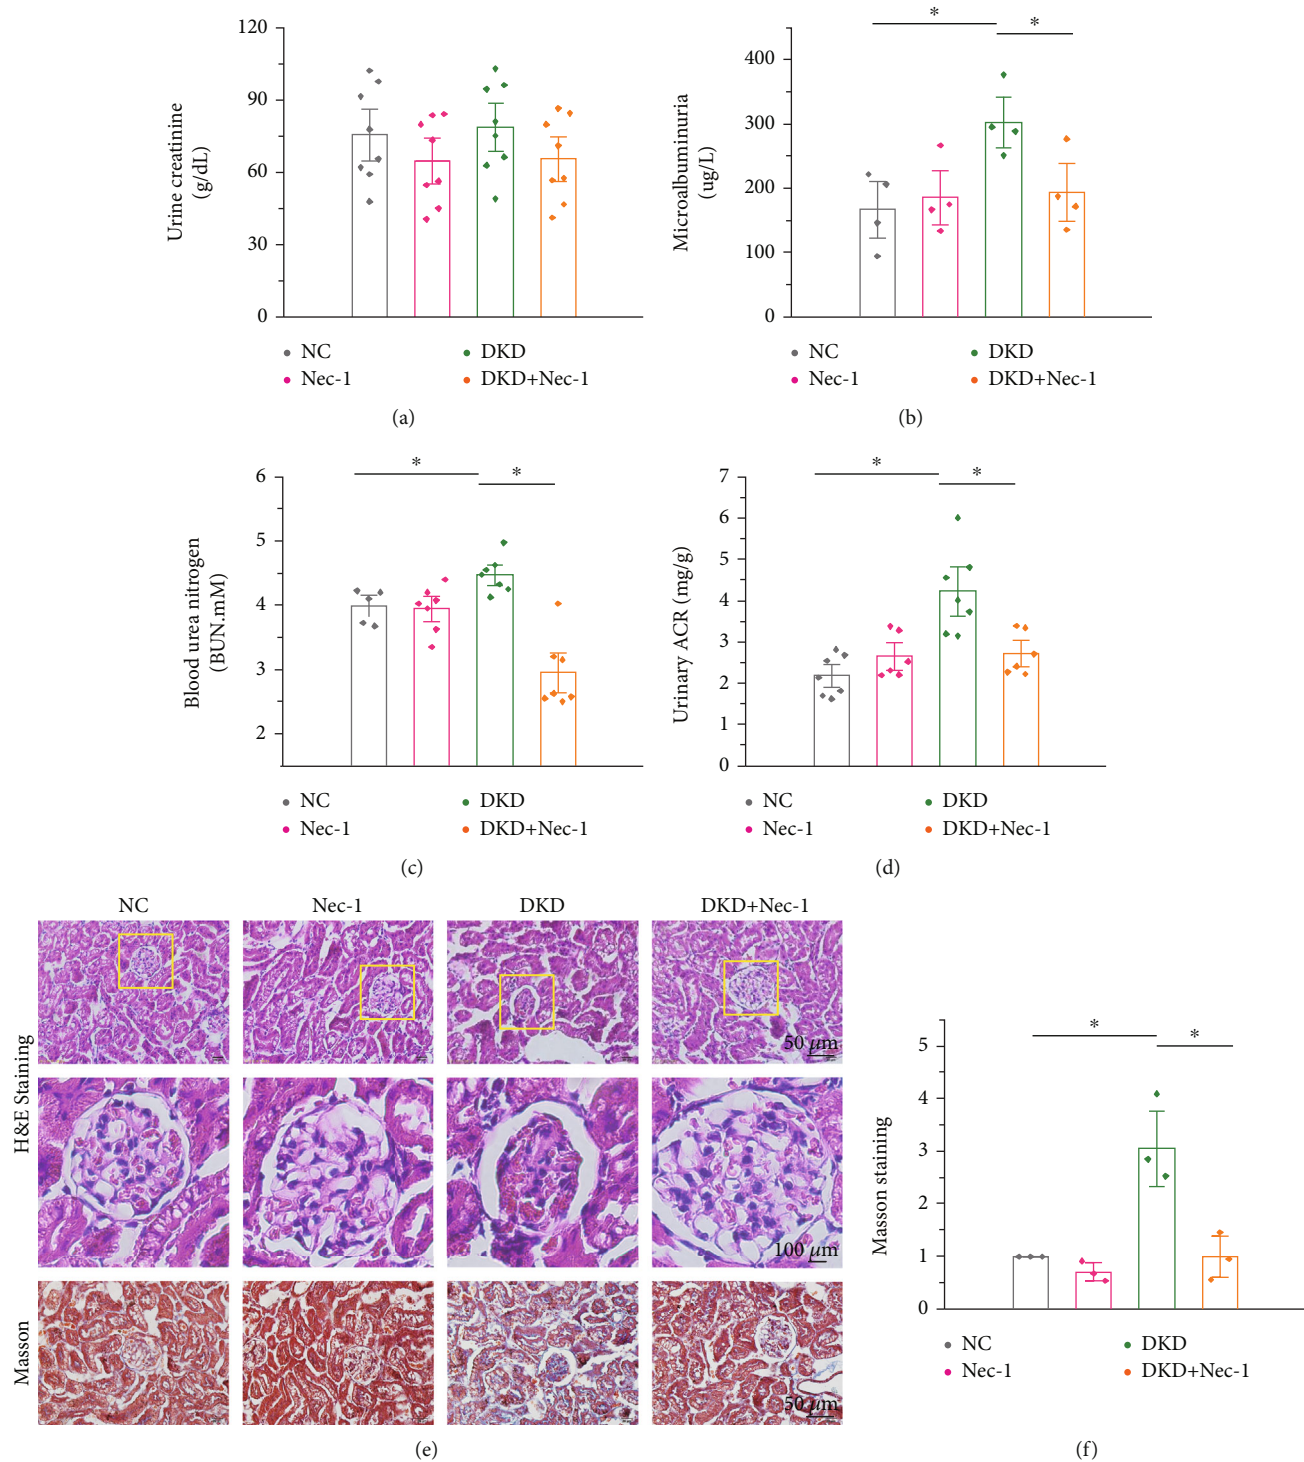 * *
120
90
60
30
0
Urine creatinine
(g/dL)
NC DKD
Nec-1 DKD+Nec-1
(a)
400
300
200
100
0
Microalbuminuria
(ug/L)
NC DKD
Nec-1 DKD+Nec-1
(b)
* *
6
5
4
3
2
Blood urea nitrogen
(BUN.mM)
NC DKD
Nec-1 DKD+Nec-1
(c)
* *
7
6
5
4
3
2
1
0
Urinary ACR (mg/g)
NC DKD
Nec-1 DKD+Nec-1
(d)
NC Nec-1 DKD DKD+Nec-1
H&E Staining
50 μm
100 μm
Masson
50 μm
(e)
* *
5
4
3
2
1
0
Masson staining
NC DKD
Nec-1 DKD+Nec-1
(f)